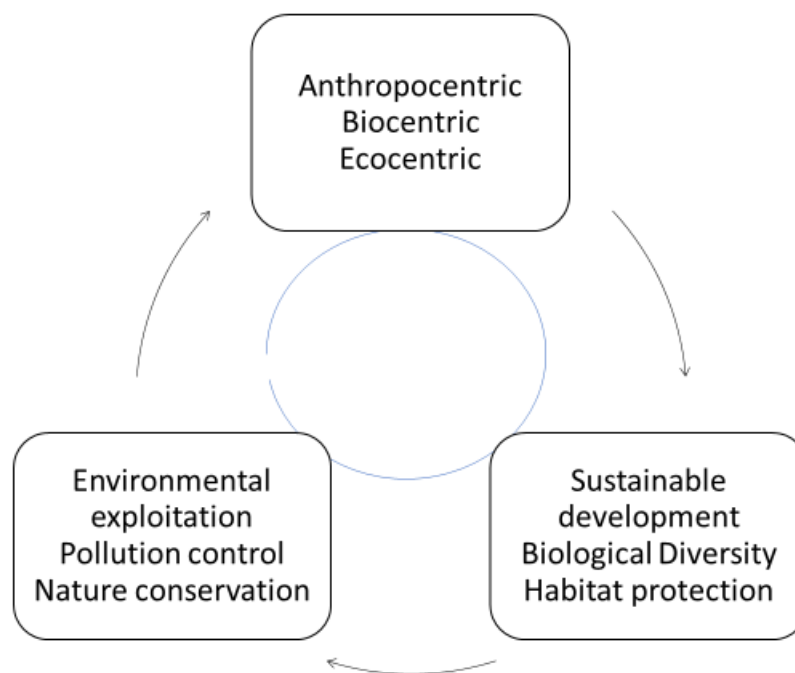 Anthropocentric
Biocentric
Ecocentric
Environmental
exploitation
Pollution control
Nature conservation
Sustainable
development
Biological Diversity
Habitat protection